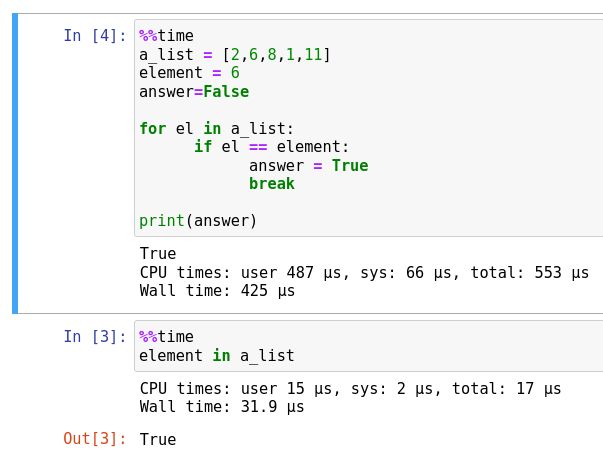 In [4]: %%time
a_list = [2,6,8,1,11]
element = 6
answer=False
for el in a_list:
if el == element:
answer = True
break
print(answer)
True
CPU times: user 487 µs, sys: 66 µs, total: 553 µs
Wall time: 425 µs
In [3]: %%time
element in a_list
CPU times: user 15 µs, sys: 2 µs, total: 17 µs
Wall time: 31.9 µs
Out[3]: True